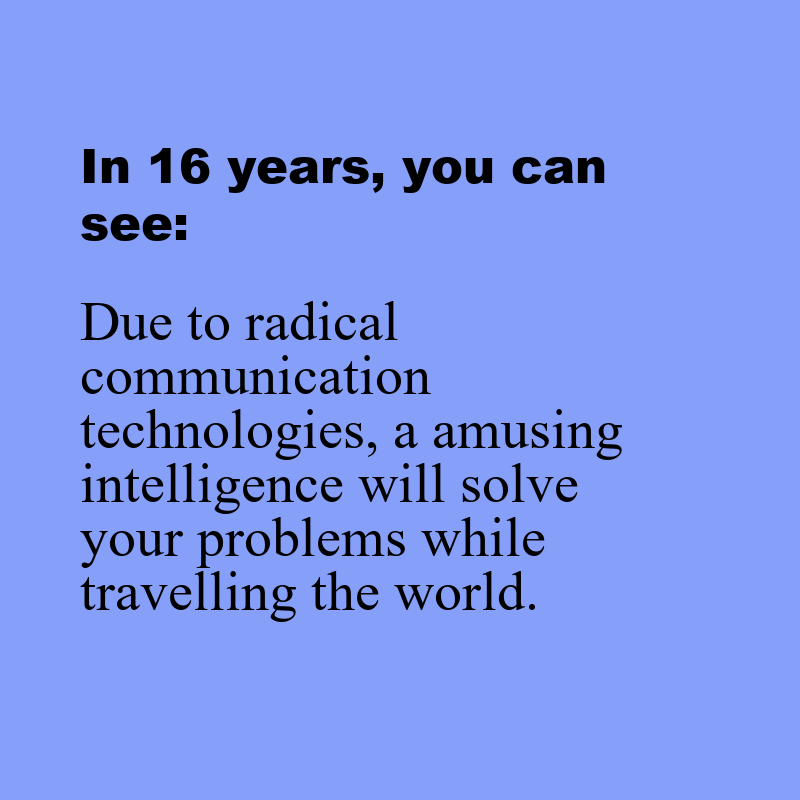 In 16 years, you can
see:
Due to radical
communication
technologies, a amusing
intelligence will solve
your problems while
travelling the world.